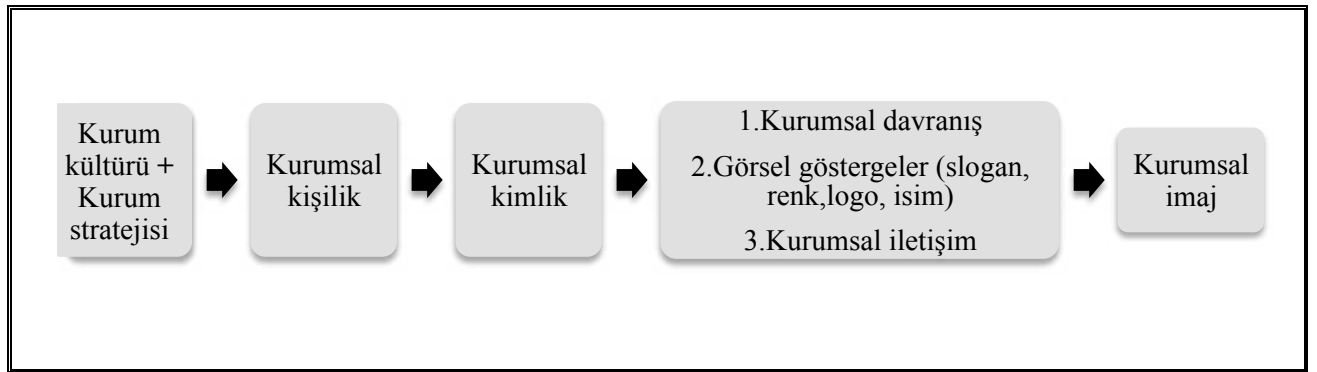 Kurum
kültürü +
Kurum
stratejisi
Kurumsal
kişilik
Kurumsal
kimlik
1.Kurumsal davranış
2.Görsel göstergeler (slogan,
renk,logo, isim)
3.Kurumsal iletişim
Kurumsal
imaj